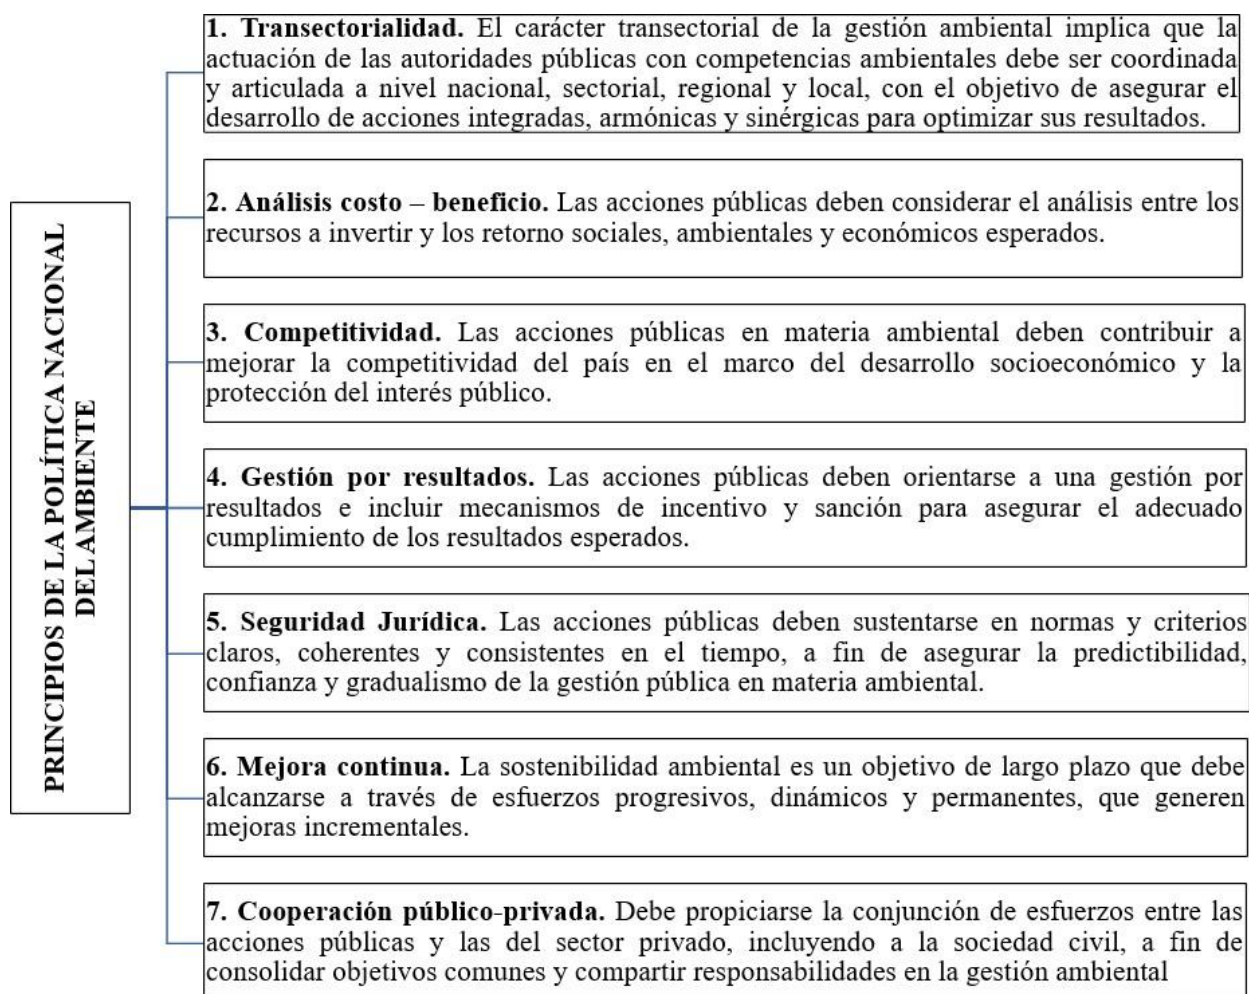 PRINCIPIOS DE LA POLÍTICA NACIONAL
DEL AMBIENTE
1. Transectorialidad. El carácter transectorial de la gestión ambiental implica que la
actuación de las autoridades públicas con competencias ambientales debe ser coordinada
y articulada a nivel nacional, sectorial, regional y local, con el objetivo de asegurar el
desarrollo de acciones integradas, armónicas y sinérgicas para optimizar sus resultados.
2. Análisis costo – beneficio. Las acciones públicas deben considerar el análisis entre los
recursos a invertir y los retorno sociales, ambientales y económicos esperados.
3. Competitividad. Las acciones públicas en materia ambiental deben contribuir a
mejorar la competitividad del país en el marco del desarrollo socioeconómico y la
protección del interés público.
4. Gestión por resultados. Las acciones públicas deben orientarse a una gestión por
resultados e incluir mecanismos de incentivo y sanción para asegurar el adecuado
cumplimiento de los resultados esperados.
5. Seguridad Jurídica. Las acciones públicas deben sustentarse en normas y criterios
claros, coherentes y consistentes en el tiempo, a fin de asegurar la predictibilidad,
confianza y gradualismo de la gestión pública en materia ambiental.
6. Mejora continua. La sostenibilidad ambiental es un objetivo de largo plazo que debe
alcanzarse a través de esfuerzos progresivos, dinámicos y permanentes, que generen
mejoras incrementales.
7. Cooperación público-privada. Debe propiciarse la conjunción de esfuerzos entre las
acciones públicas y las del sector privado, incluyendo a la sociedad civil, a fin de
consolidar objetivos comunes y compartir responsabilidades en la gestión ambiental